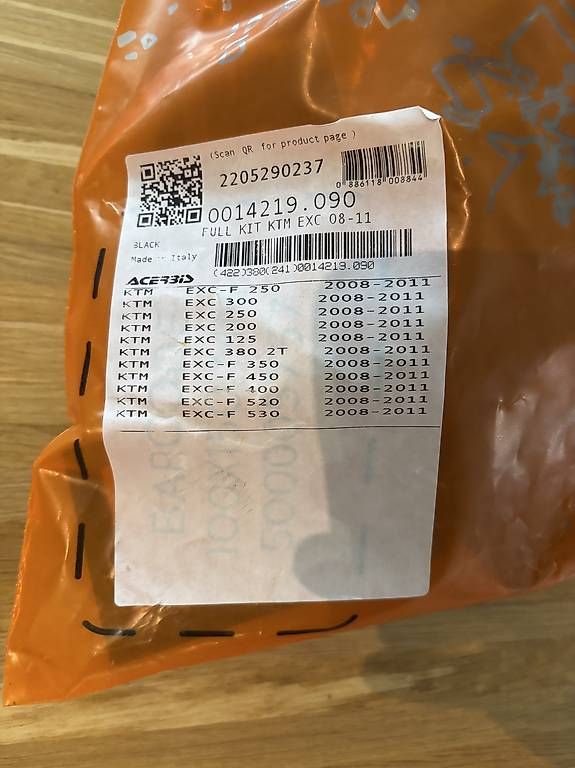 (Scan QR for product page )
2205290237
0 886118 008844
0014219.090
FULL KIT KTM EXC 08-11
BLACK
Made in Italy
(422)380(241)0014219.090
ACERBIS
KTM EXC-F 250 2008-2011
KTM EXC 300 2008-2011
KTM EXC 250 2008-2011
KTM EXC 200 2008-2011
KTM EXC 125 2008-2011
KTM EXC 380 2T 2008-2011
KTM EXC-F 350 2008-2011
KTM EXC-F 450 2008-2011
KTM EXC-F 400 2008-2011
KTM EXC-F 520 2008-2011
KTM EXC-F 530 2008-2011